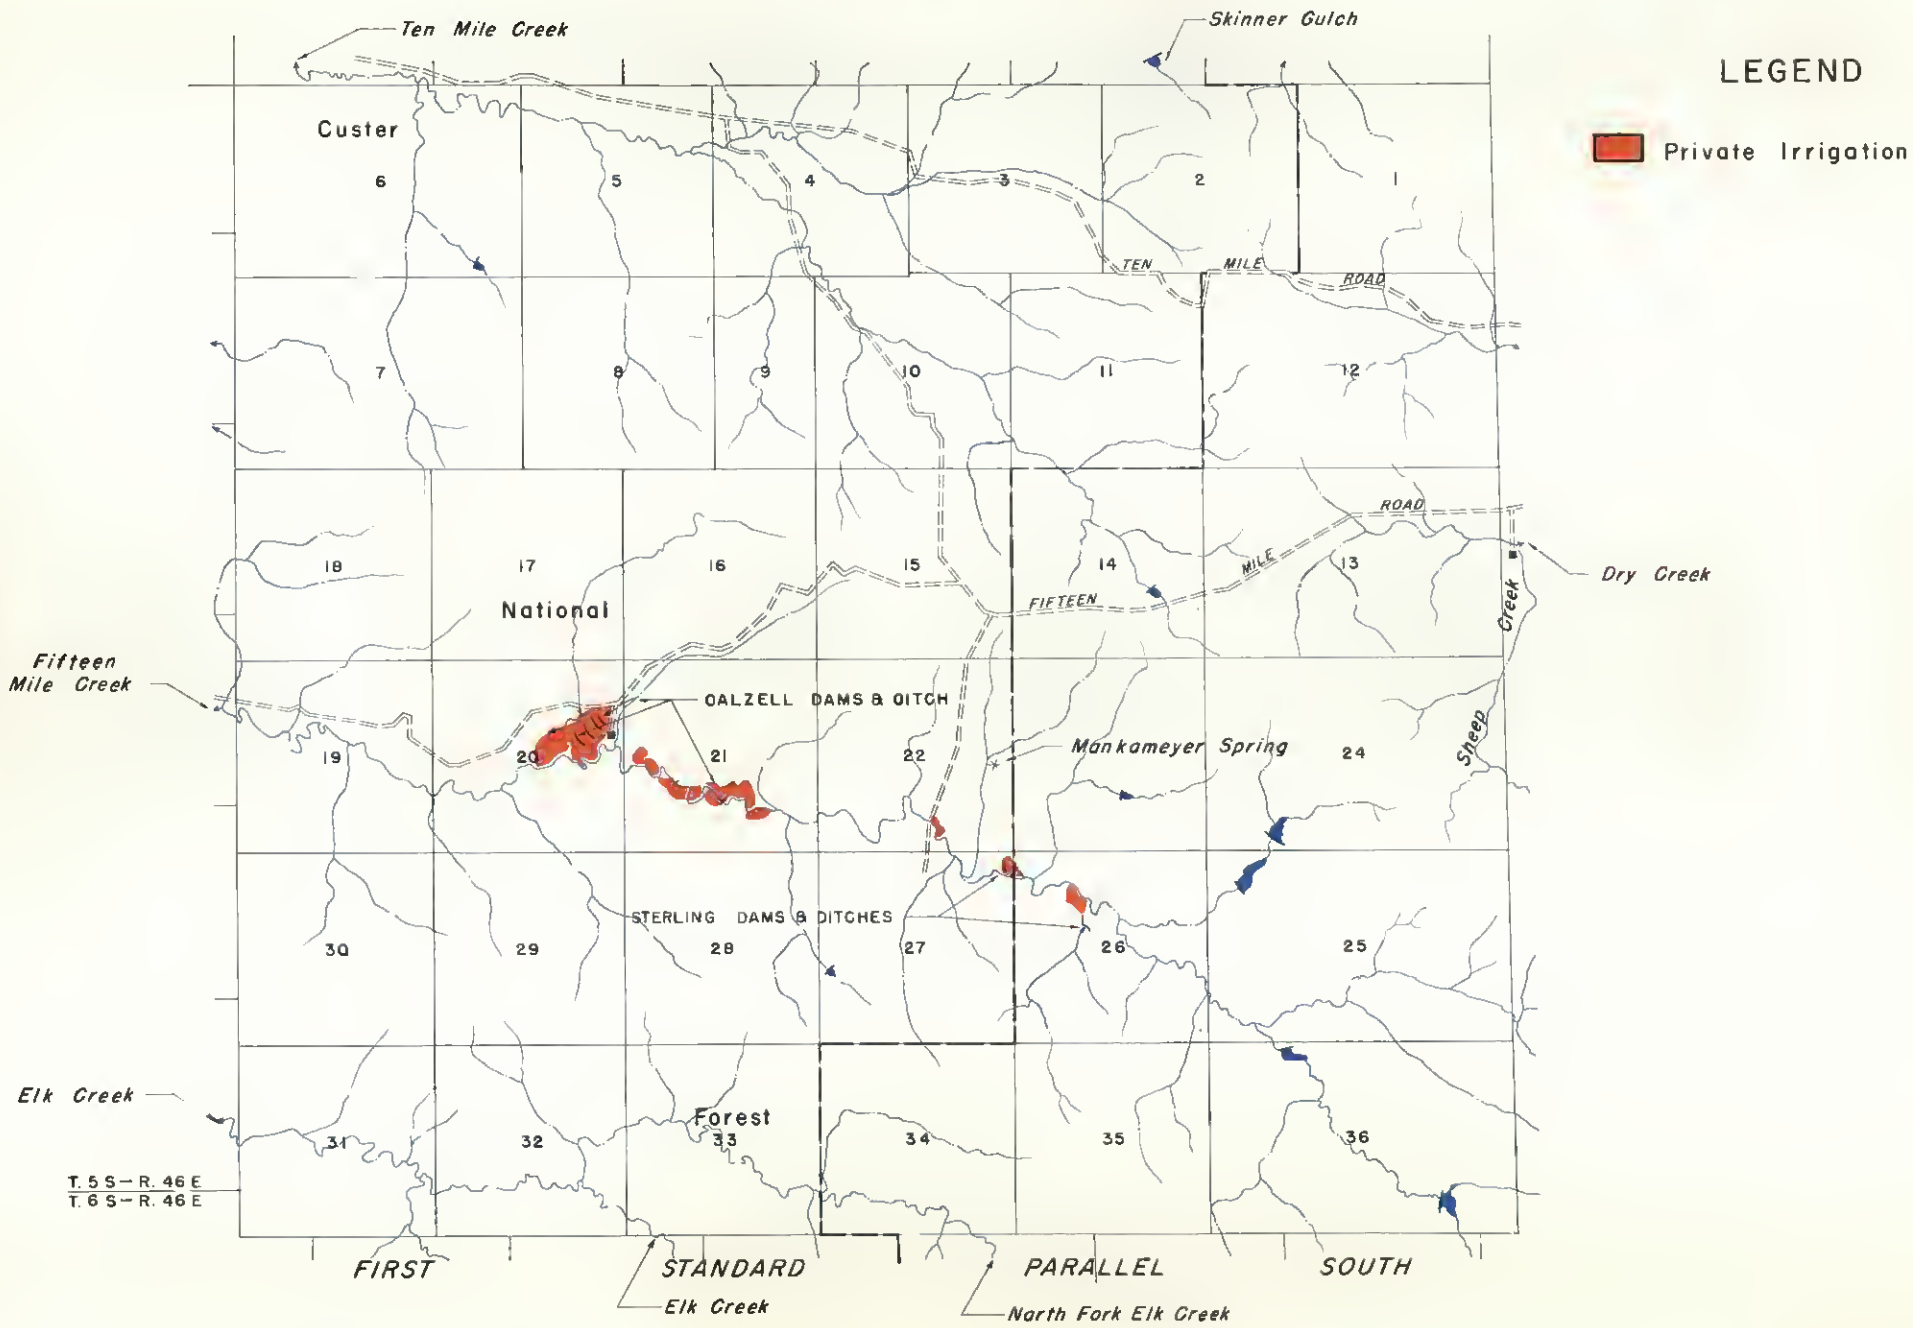 Ten Mile Creek
Skinner Gulch
LEGEND
Private Irrigation
Custer
6
5
4
3
2
1
TEN MILE ROAD
7
8
9
10
11
12
ROAD
18
17
16
15
14
MILE
13
Dry Creek
National
FIFTEEN
Creek
Fifteen
Mile Creek
DALZELL DAMS & DITCH
Mankameyer Spring
Sheep
19
20
21
22
24
STERLING DAMS & DITCHES
30
29
28
27
26
25
Elk Creek
Forest
31
32
33
34
35
36
T. 5 S – R. 46 E
T. 6 S – R. 46 E
FIRST STANDARD PARALLEL SOUTH
Elk Creek
North Fork Elk Creek